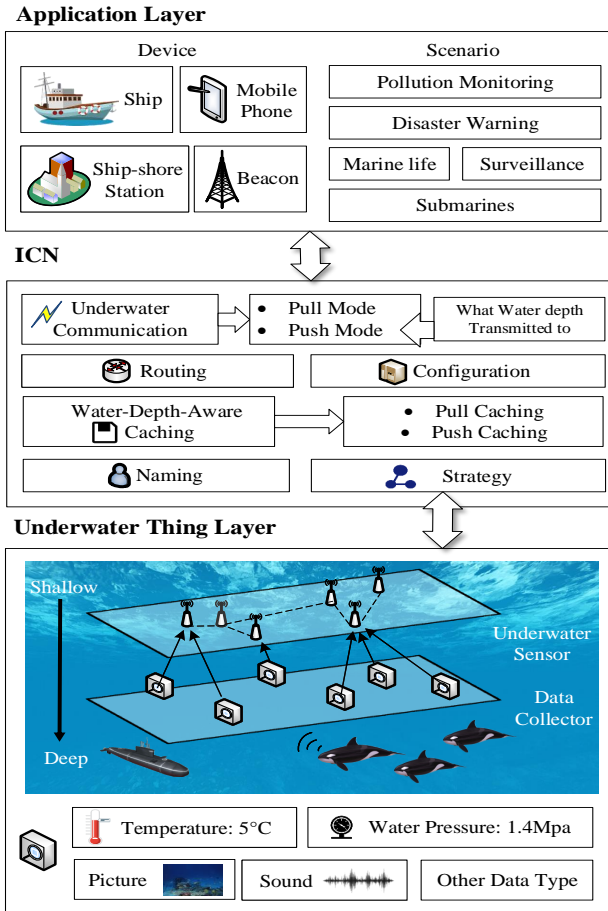 Application Layer
Device
Scenario
Ship
Mobile
Phone
Ship-shore
Station
Beacon
Pollution Monitoring
Disaster Warning
Marine life
Surveillance
Submarines
ICN
Underwater
Communication
• Pull Mode
• Push Mode
What Water depth
Transmitted to
Routing
Configuration
Water-Depth-Aware
Caching
• Pull Caching
• Push Caching
Naming
Strategy
Underwater Thing Layer
Shallow
Underwater
Sensor
Data
Collector
Deep
Temperature: 5°C
Water Pressure: 1.4Mpa
Picture
Sound
Other Data Type